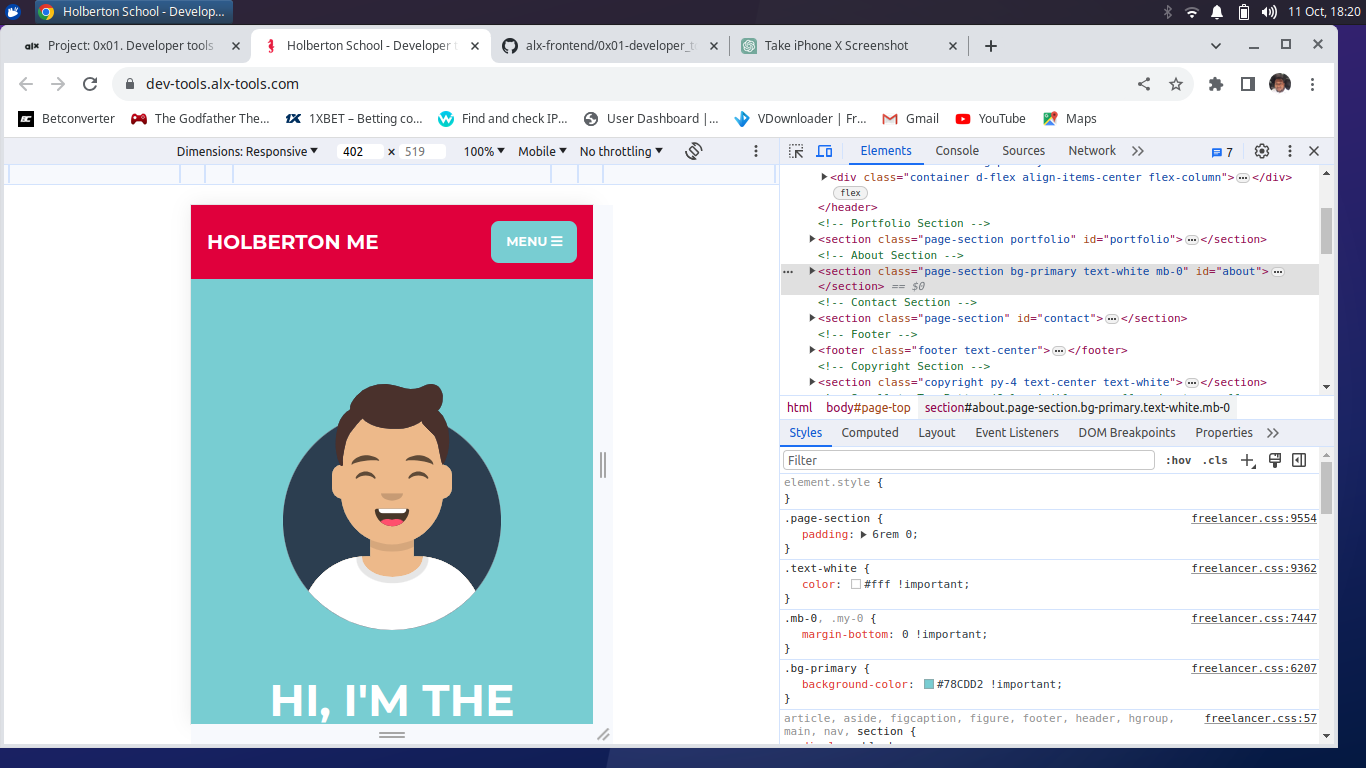 Holberton School - Develop...
11 Oct, 18:20
alx
Project: 0x01. Developer tools
Holberton School - Developer t
alx-frontend/0x01-developer_t
Take iPhone X Screenshot
dev-tools.alx-tools.com
BC Betconverter
The Godfather The...
1X 1XBET – Betting co...
Find and check IP...
User Dashboard |...
VDownloader | Fr...
Gmail
YouTube
Maps
Dimensions: Responsive 402 × 519 100% Mobile No throttling
HOLBERTON ME
MENU
HI, I'M THE
Elements Console Sources Network 7
<div class="container d-flex align-items-center flex-column"> … </div>
flex
</header>
<!-- Portfolio Section -->
<section class="page-section portfolio" id="portfolio"> … </section>
<!-- About Section -->
<section class="page-section bg-primary text-white mb-0" id="about"> …
</section> == $0
<!-- Contact Section -->
<section class="page-section" id="contact"> … </section>
<!-- Footer -->
<footer class="footer text-center"> … </footer>
<!-- Copyright Section -->
<section class="copyright py-4 text-center text-white"> … </section>
html body#page-top section#about.page-section.bg-primary.text-white.mb-0
Styles Computed Layout Event Listeners DOM Breakpoints Properties
Filter :hov .cls
element.style {
}
.page-section { freelancer.css:9554
padding: 6rem 0;
}
.text-white { freelancer.css:9362
color: #fff !important;
}
.mb-0, .my-0 { freelancer.css:7447
margin-bottom: 0 !important;
}
.bg-primary { freelancer.css:6207
background-color: #78CDD2 !important;
}
article, aside, figcaption, figure, footer, header, hgroup, freelancer.css:57
main, nav, section {